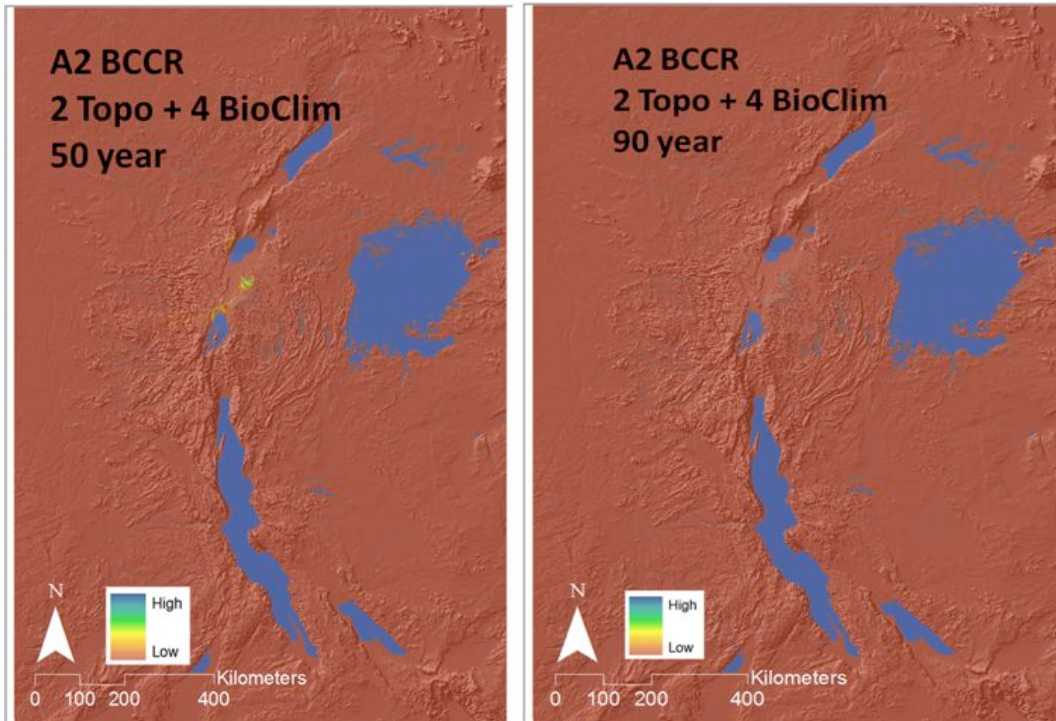 A2 BCCR
2 Topo + 4 BioClim
50 year
N
High
Low
Kilometers
0 100 200 400
A2 BCCR
2 Topo + 4 BioClim
90 year
N
High
Low
Kilometers
0 100 200 400